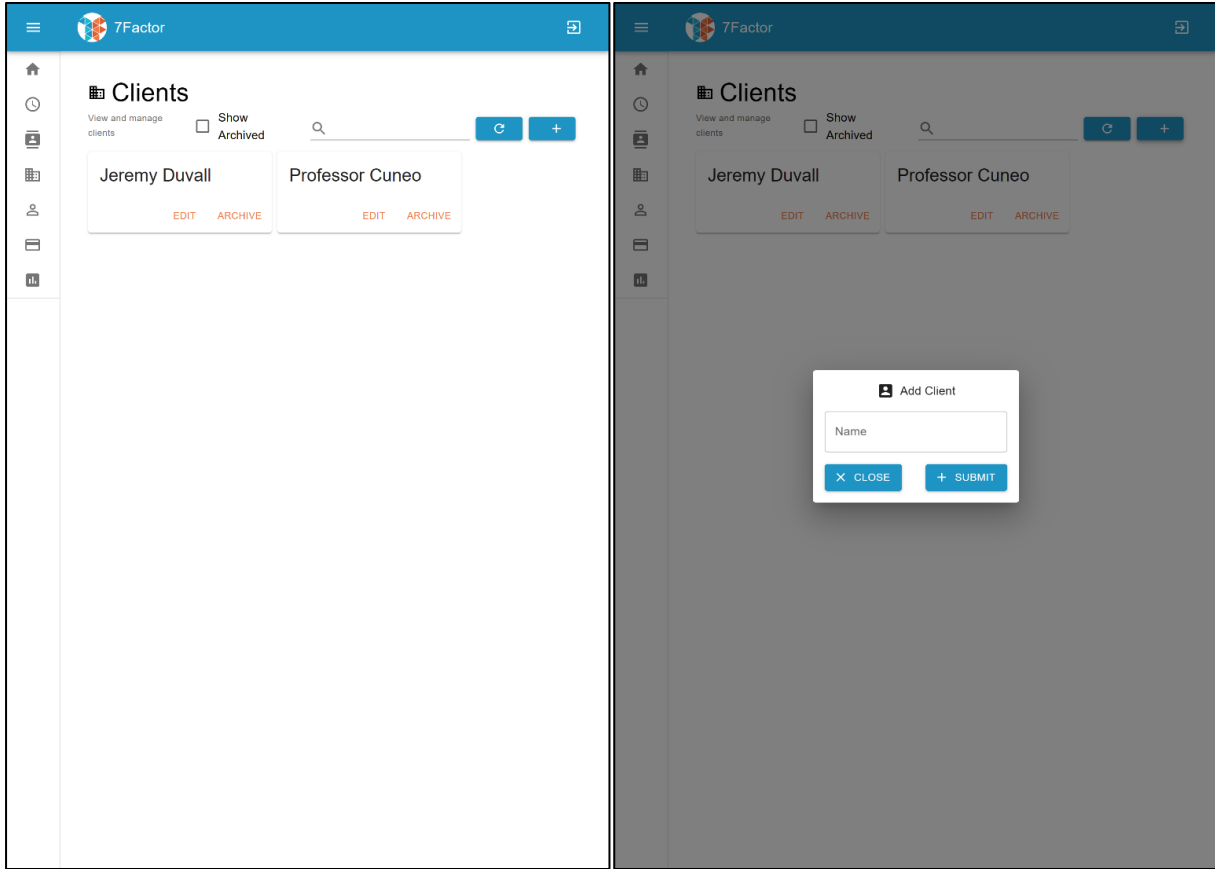 7Factor
Clients
View and manage
clients
Show
Archived
Jeremy Duvall
EDIT ARCHIVE
Professor Cuneo
EDIT ARCHIVE
7Factor
Clients
View and manage
clients
Show
Archived
Jeremy Duvall
EDIT ARCHIVE
Professor Cuneo
EDIT ARCHIVE
Add Client
Name
CLOSE
SUBMIT